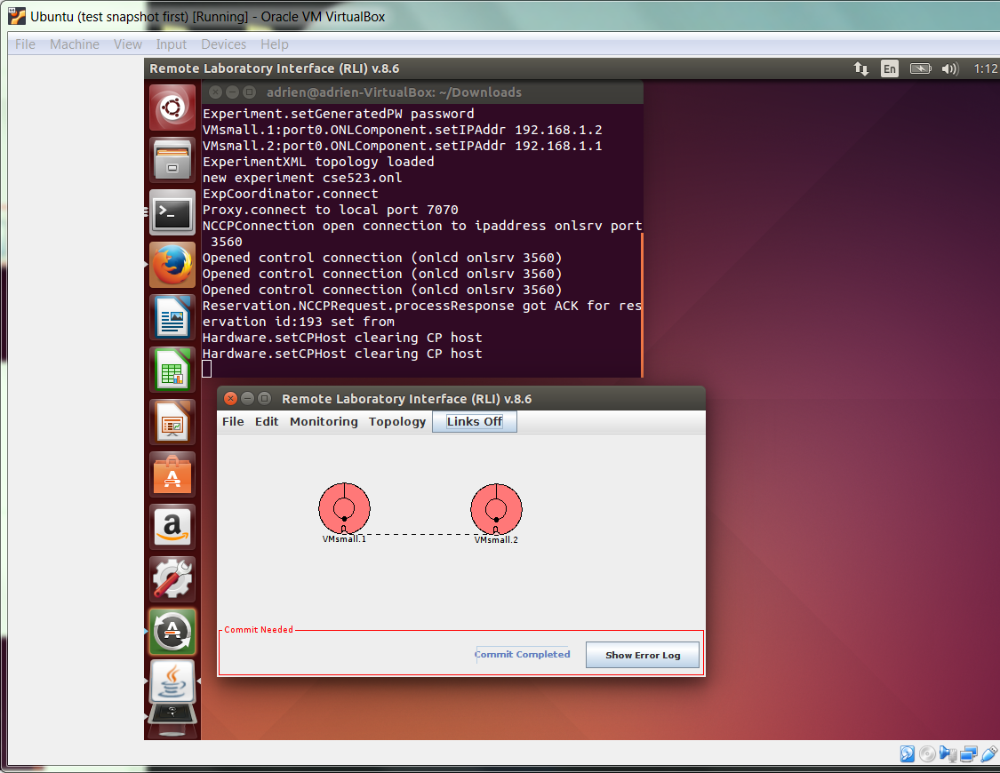 Ubuntu (test snapshot first) [Running] - Oracle VM VirtualBox
File Machine View Input Devices Help
Remote Laboratory Interface (RLI) v.8.6 En 1:12
adrien@adrien-VirtualBox: ~/Downloads
Experiment.setGeneratedPW password
VMsmall.1:port0.ONLComponent.setIPAddr 192.168.1.2
VMsmall.2:port0.ONLComponent.setIPAddr 192.168.1.1
ExperimentXML topology loaded
new experiment cse523.onl
ExpCoordinator.connect
Proxy.connect to local port 7070
NCCPConnection open connection to ipaddress onlsrv port
 3560
Opened control connection (onlcd onlsrv 3560)
Opened control connection (onlcd onlsrv 3560)
Opened control connection (onlcd onlsrv 3560)
Reservation.NCCPRequest.processResponse got ACK for res
ervation id:193 set from
Hardware.setCPHost clearing CP host
Hardware.setCPHost clearing CP host
Remote Laboratory Interface (RLI) v.8.6
File Edit Monitoring Topology Links Off
VMsmall.1 VMsmall.2
Commit Needed
Commit Completed Show Error Log